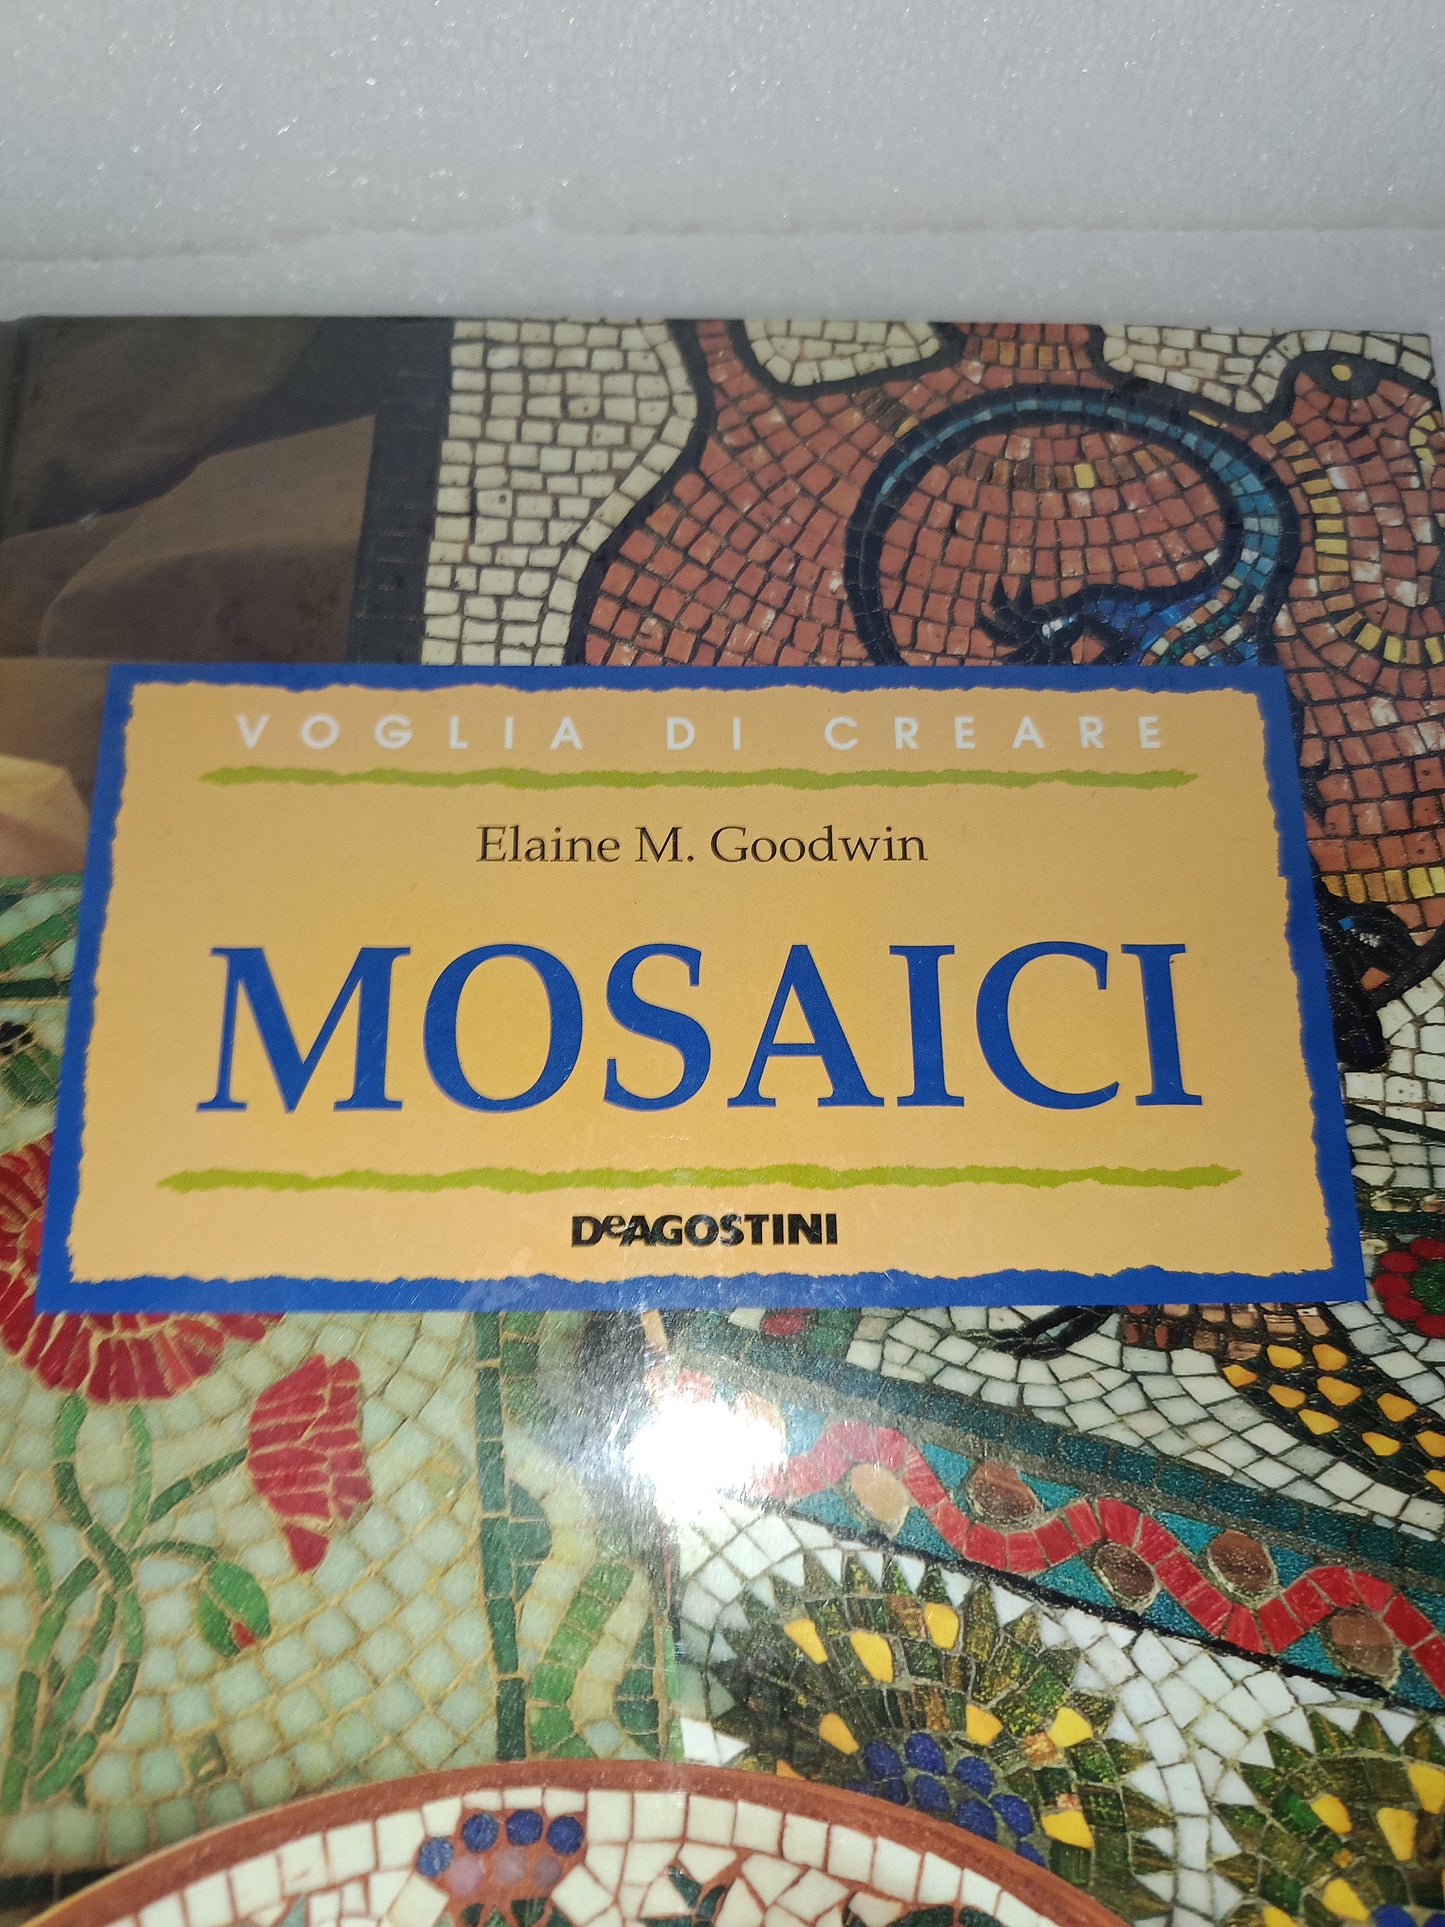 VOGLIA DI CREARE
Elaine M. Goodwin
MOSAICI
DeAGOSTINI